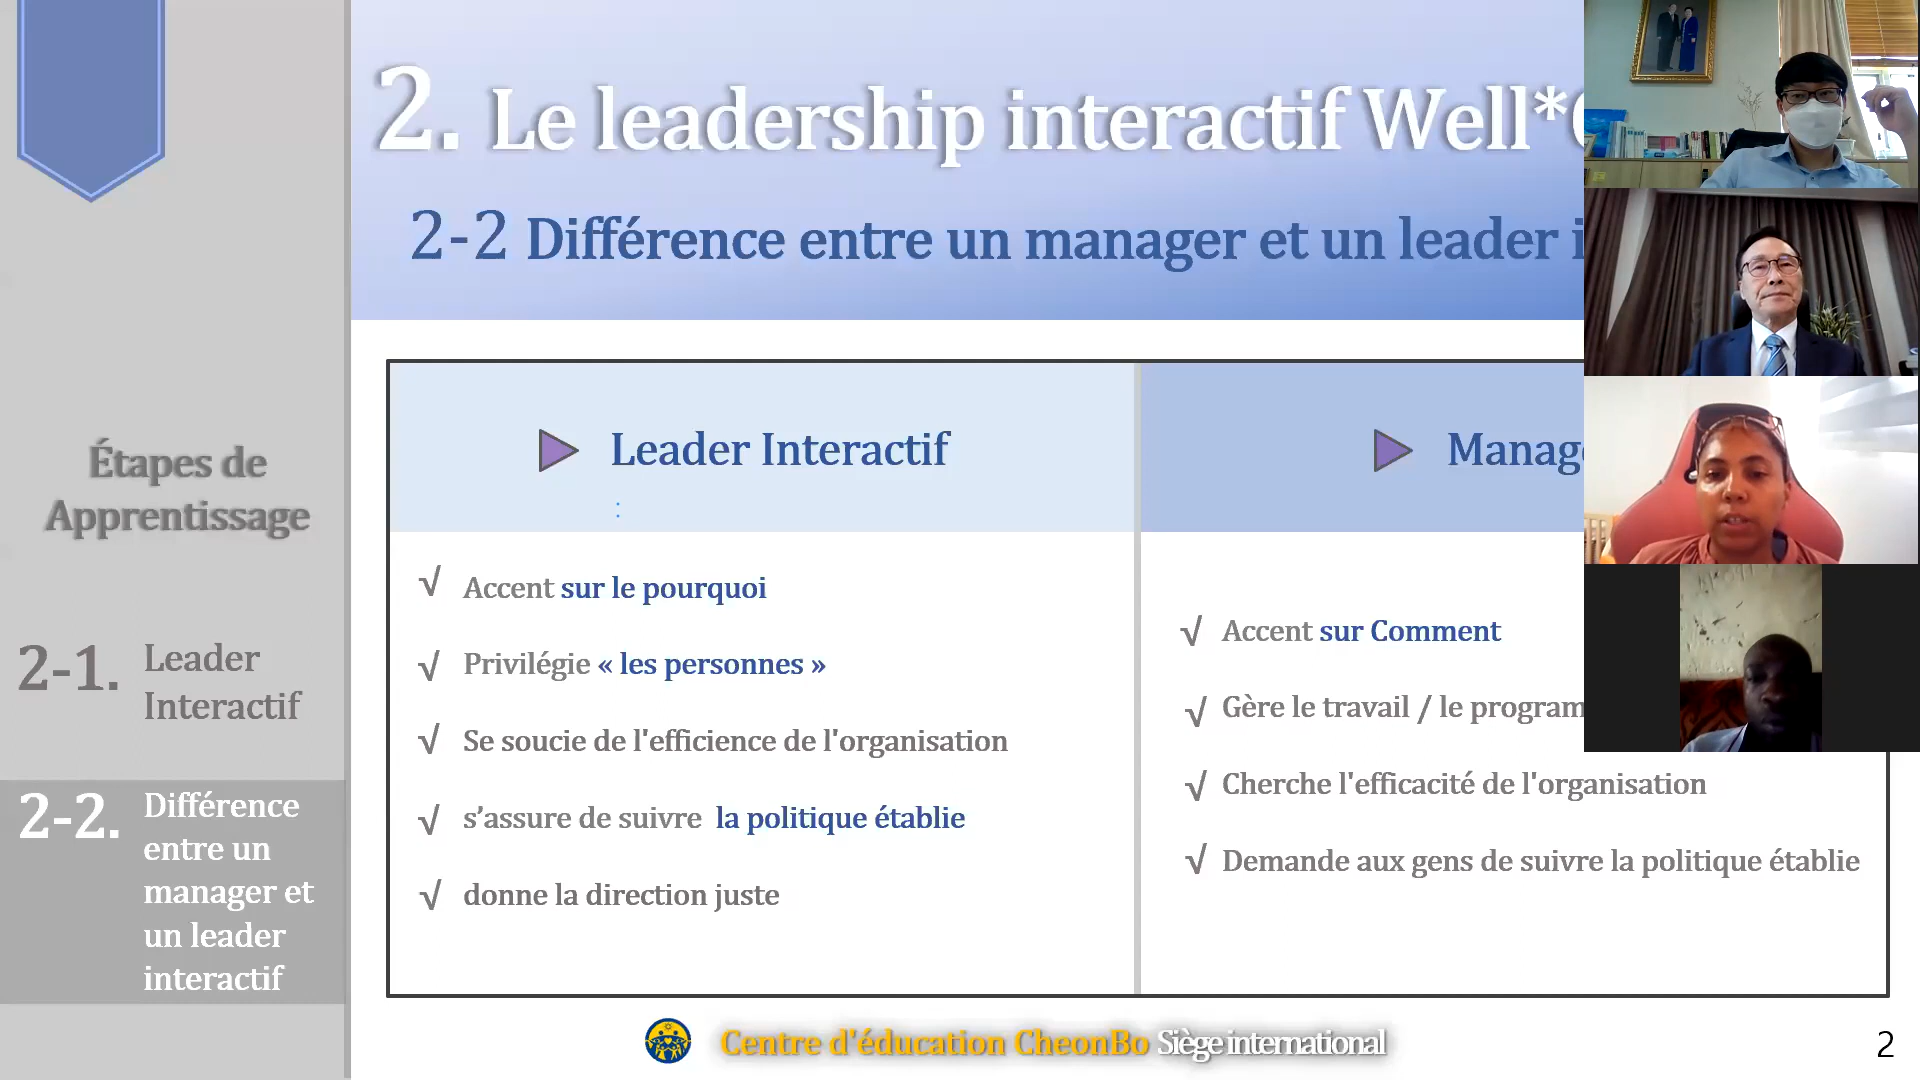 2. Le leadership interactif Well*
2-2 Différence entre un manager et un leader
Étapes de
Apprentissage
2-1. Leader
Interactif
2-2. Différence
entre un
manager et
un leader
interactif
Leader Interactif
:
√ Accent sur le pourquoi
√ Privilégie « les personnes »
√ Se soucie de l'efficience de l'organisation
√ s’assure de suivre la politique établie
√ donne la direction juste
Manag
√ Accent sur Comment
√ Gère le travail / le program
√ Cherche l'efficacité de l'organisation
√ Demande aux gens de suivre la politique établie
Centre d'éducation CheonBo Siège international
2